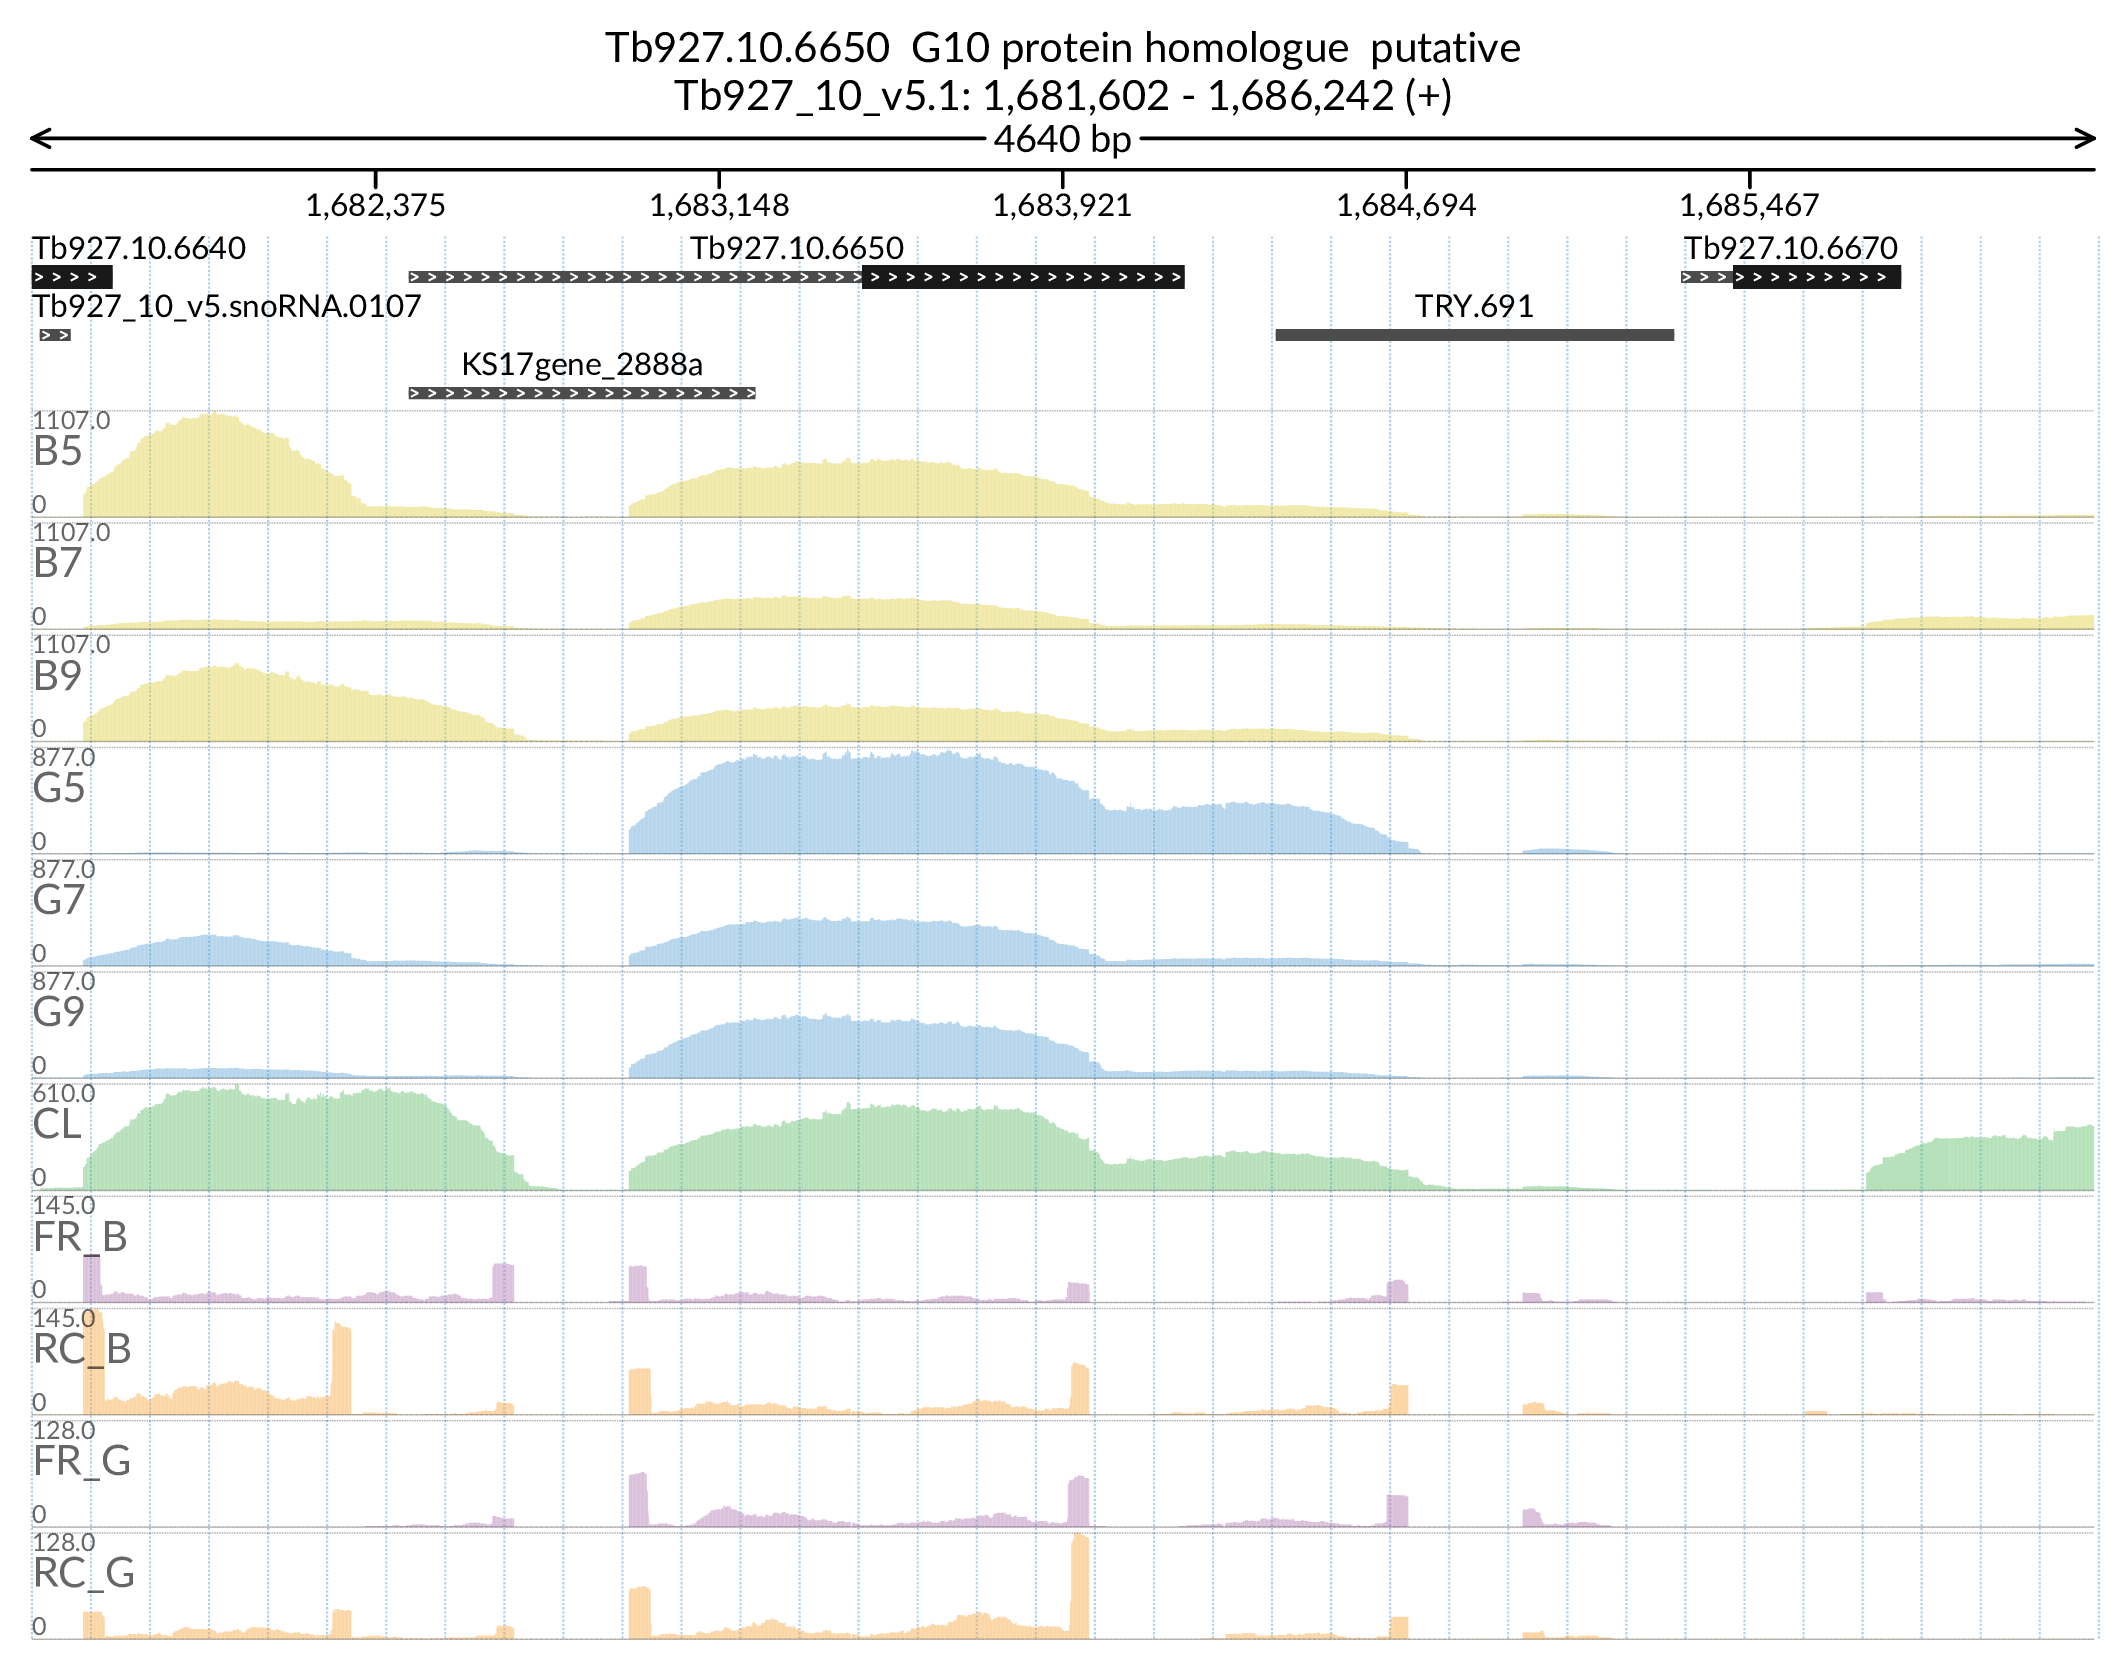 Tb927.10.6650  G10 protein homologue  putative
Tb927_10_v5.1: 1,681,602 - 1,686,242 (+)
4640 bp
1,682,375 1,683,148 1,683,921 1,684,694 1,685,467
Tb927.10.6640 Tb927.10.6650 Tb927.10.6670
Tb927_10_v5.snoRNA.0107 TRY.691
KS17gene_2888a
1107.0
B5
0
1107.0
B7
0
1107.0
B9
0
877.0
G5
0
877.0
G7
0
877.0
G9
0
610.0
CL
0
145.0
FR_B
0
145.0
RC_B
0
128.0
FR_G
0
128.0
RC_G
0